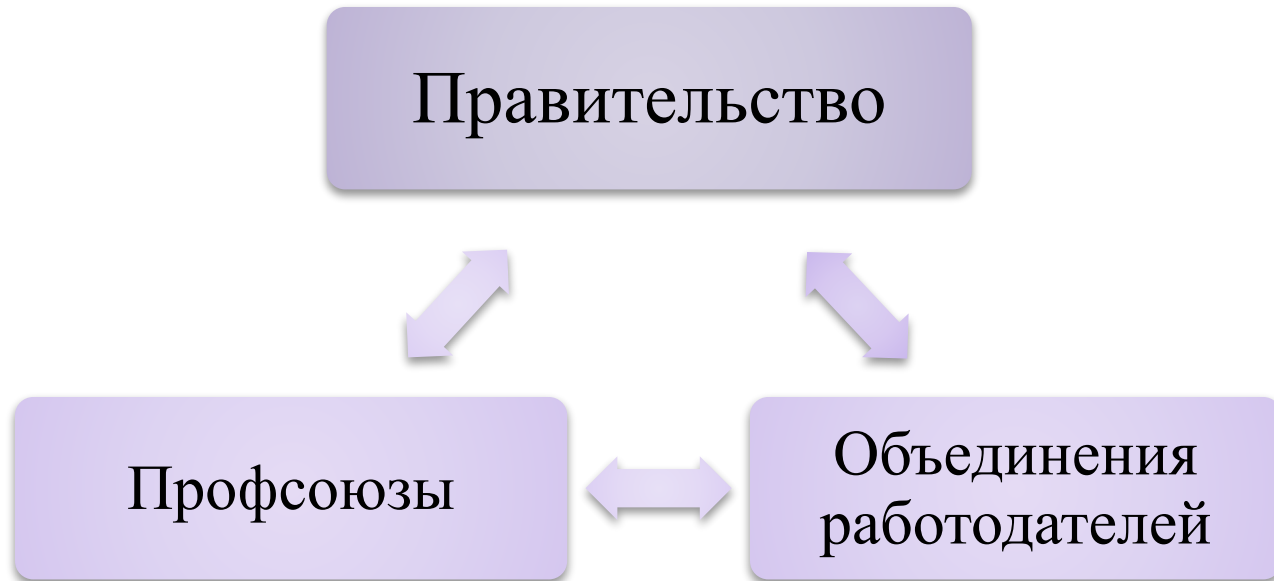 Правительство
Профсоюзы
Объединения
работодателей